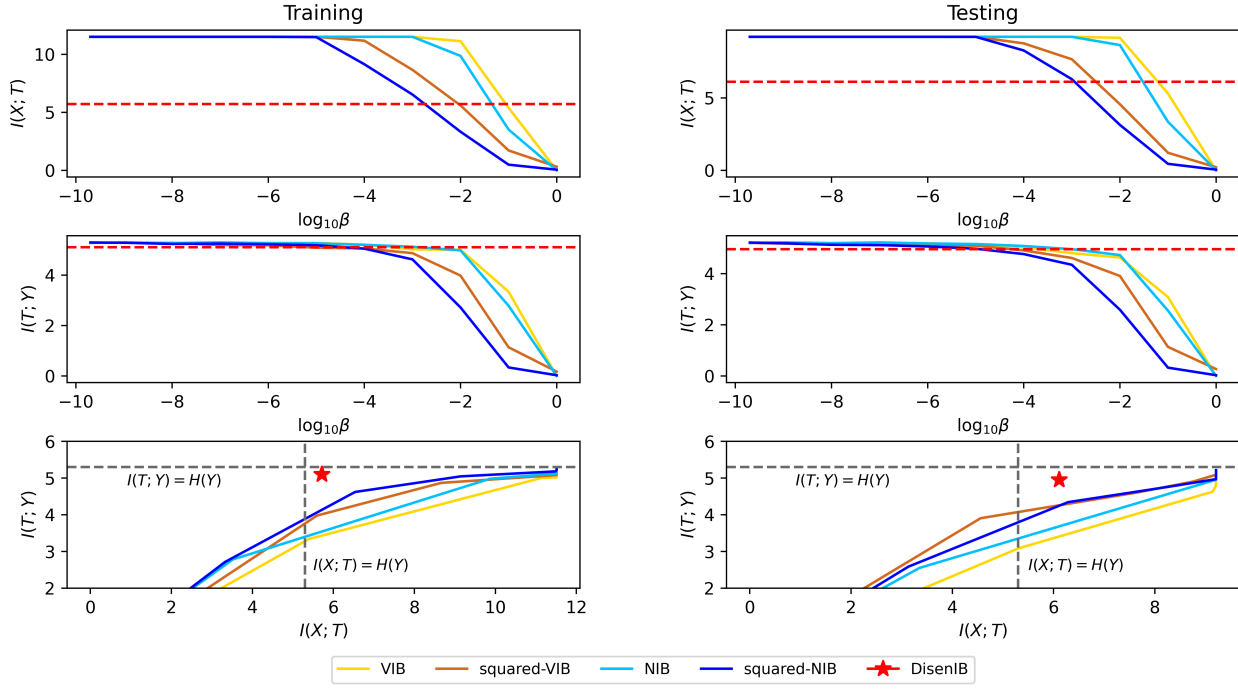 Training
Testing
I(X; T)
10
5
0
−10 −8 −6 −4 −2 0
log₁₀β
I(X; T)
5
0
−10 −8 −6 −4 −2 0
log₁₀β
I(T; Y)
4
2
0
−10 −8 −6 −4 −2 0
log₁₀β
I(T; Y)
4
2
0
−10 −8 −6 −4 −2 0
log₁₀β
I(T; Y)
6
5
4
3
2
I(T; Y) = H(Y)
I(X; T) = H(Y)
0 2 4 6 8 10 12
I(X; T)
I(T; Y)
6
5
4
3
2
I(T; Y) = H(Y)
I(X; T) = H(Y)
0 2 4 6 8
I(X; T)
VIB squared-VIB NIB squared-NIB DisenIB